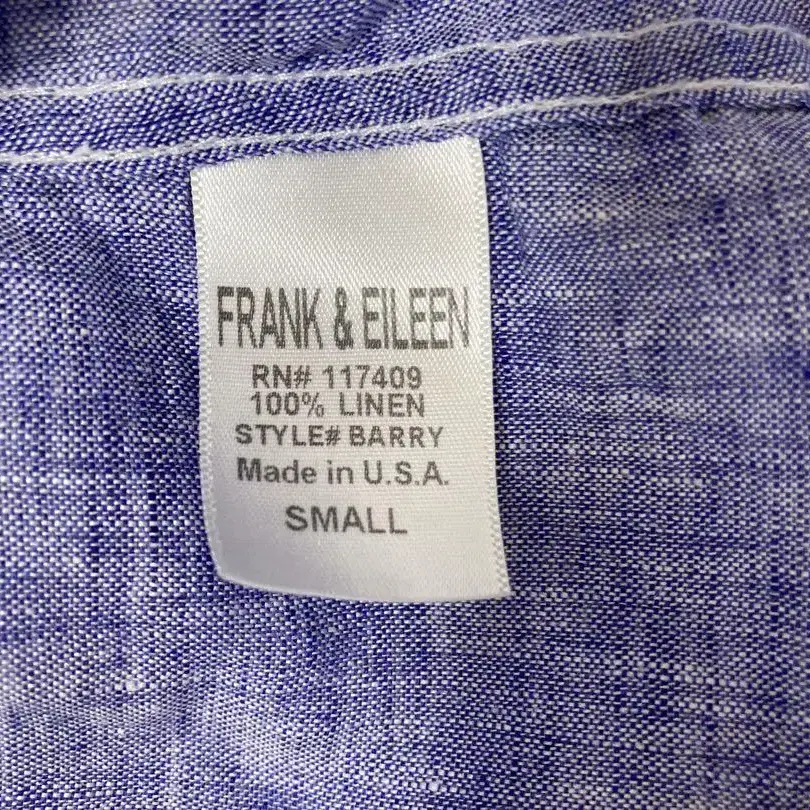 FRANK & EILEEN
RN# 117409
100% LINEN
STYLE# BARRY
Made in U.S.A.
SMALL